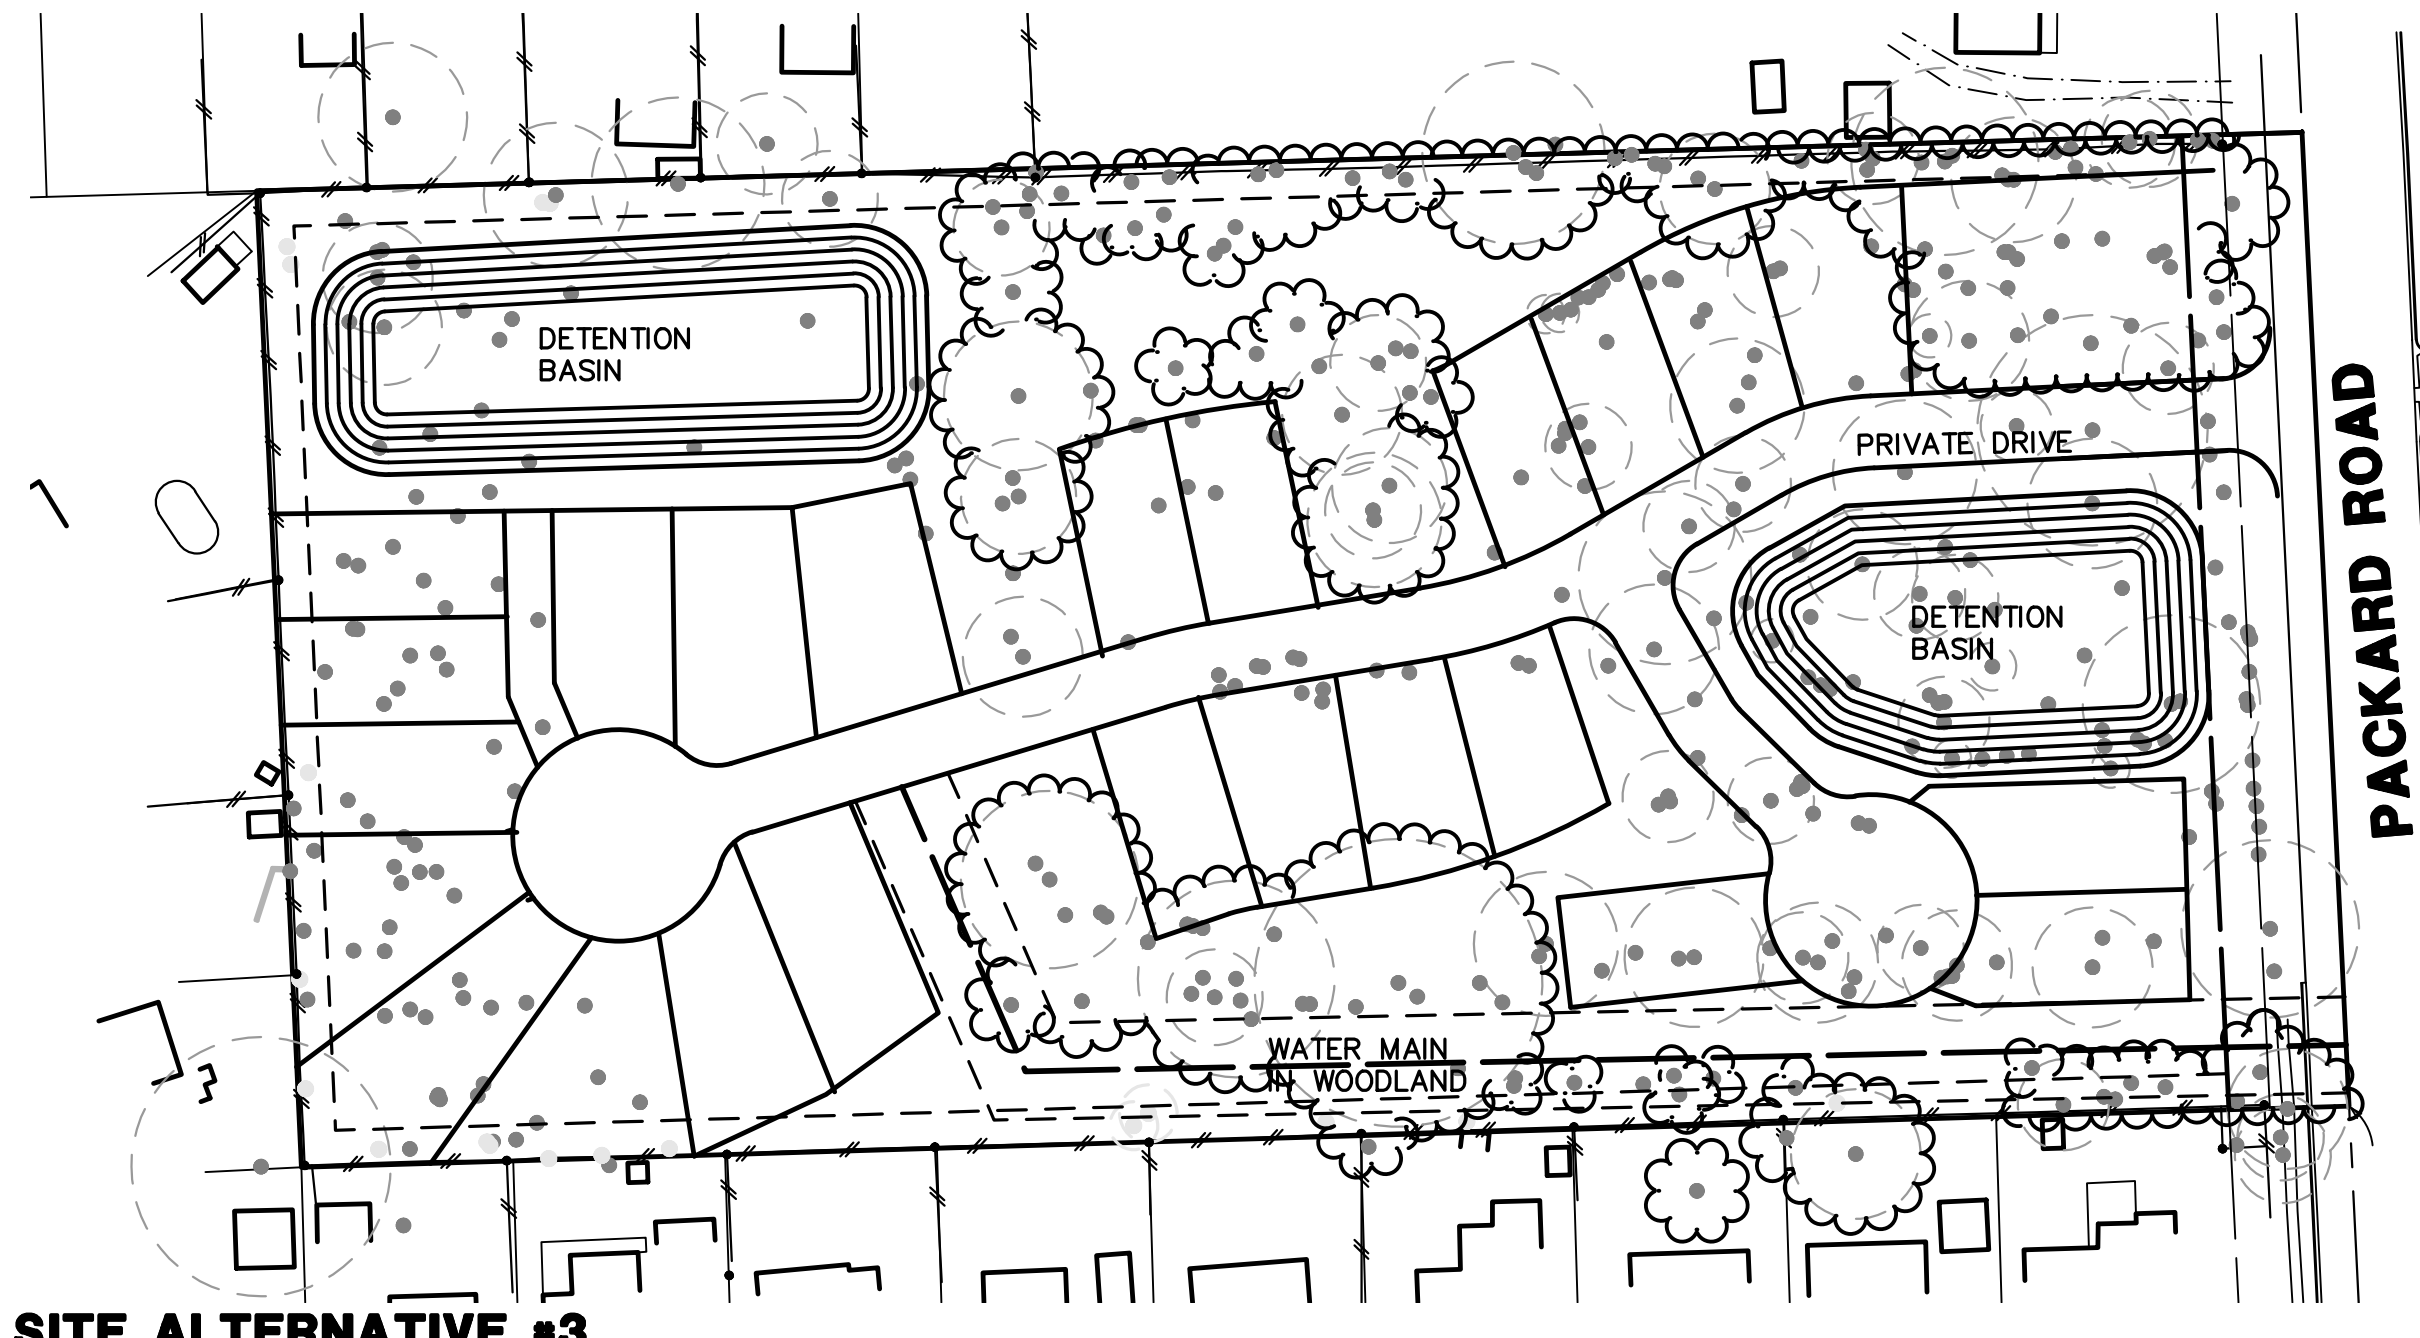 DETENTION
BASIN
PRIVATE DRIVE
PACKARD ROAD
DETENTION
BASIN
WATER MAIN
IN WOODLAND
SITE ALTERNATIVE #3